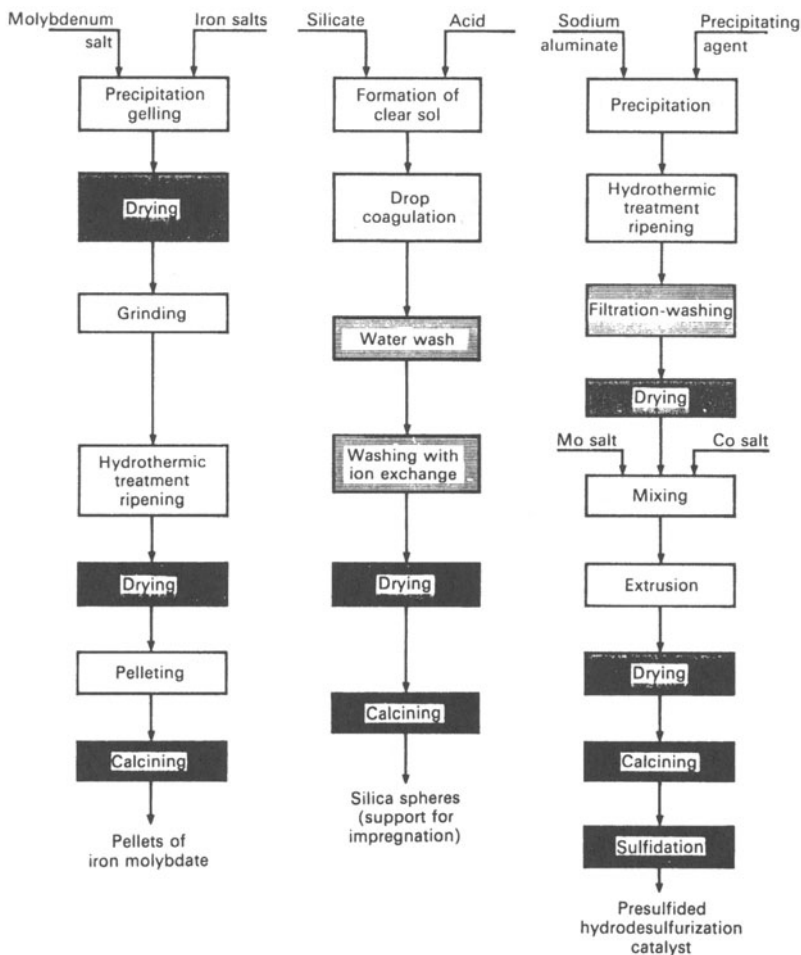 Molybdenum
salt
Iron salts
Precipitation
gelling
Drying
Grinding
Hydrothermic
treatment
ripening
Drying
Pelleting
Calcining
Pellets of
iron molybdate
Silicate
Acid
Formation of
clear sol
Drop
coagulation
Water wash
Washing with
ion exchange
Drying
Calcining
Silica spheres
(support for
impregnation)
Sodium
aluminate
Precipitating
agent
Precipitation
Hydrothermic
treatment
ripening
Filtration-washing
Drying
Mo salt
Co salt
Mixing
Extrusion
Drying
Calcining
Sulfidation
Presulfided
hydrodesulfurization
catalyst